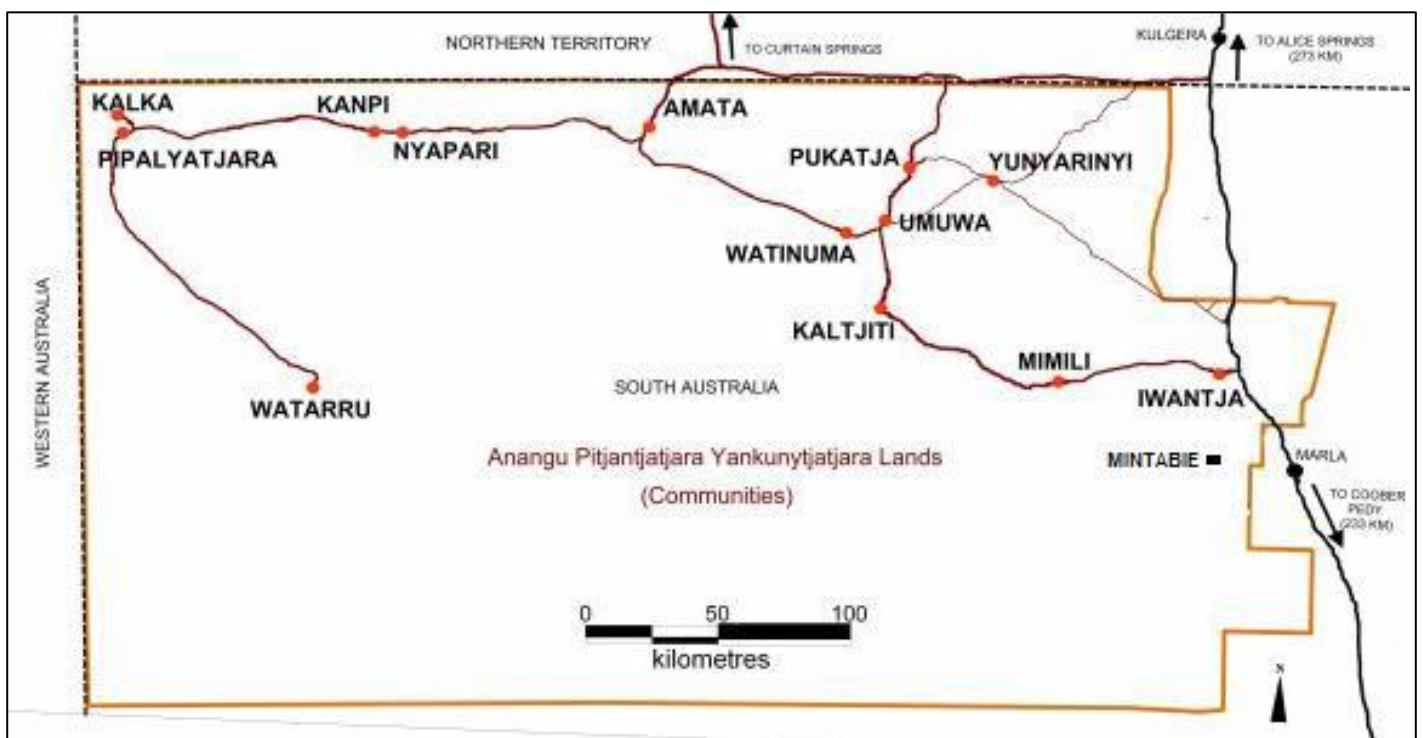 NORTHERN TERRITORY
TO CURTAIN SPRINGS
KULGERA
TO ALICE SPRINGS
(273 KM)
KALKA
KANPI
AMATA
PIPALYATJARA
NYAPARI
PUKATJA
YUNYARINYI
UMUWA
WATINUMA
WESTERN AUSTRALIA
KALTJITI
MIMILI
SOUTH AUSTRALIA
IWANTJA
WATARRU
Anangu Pitjantjatjara Yankunytjatjara Lands
(Communities)
MINTABIE
MARLA
TO COOBER
PEDY
(233 KM)
0 50 100
kilometres
N